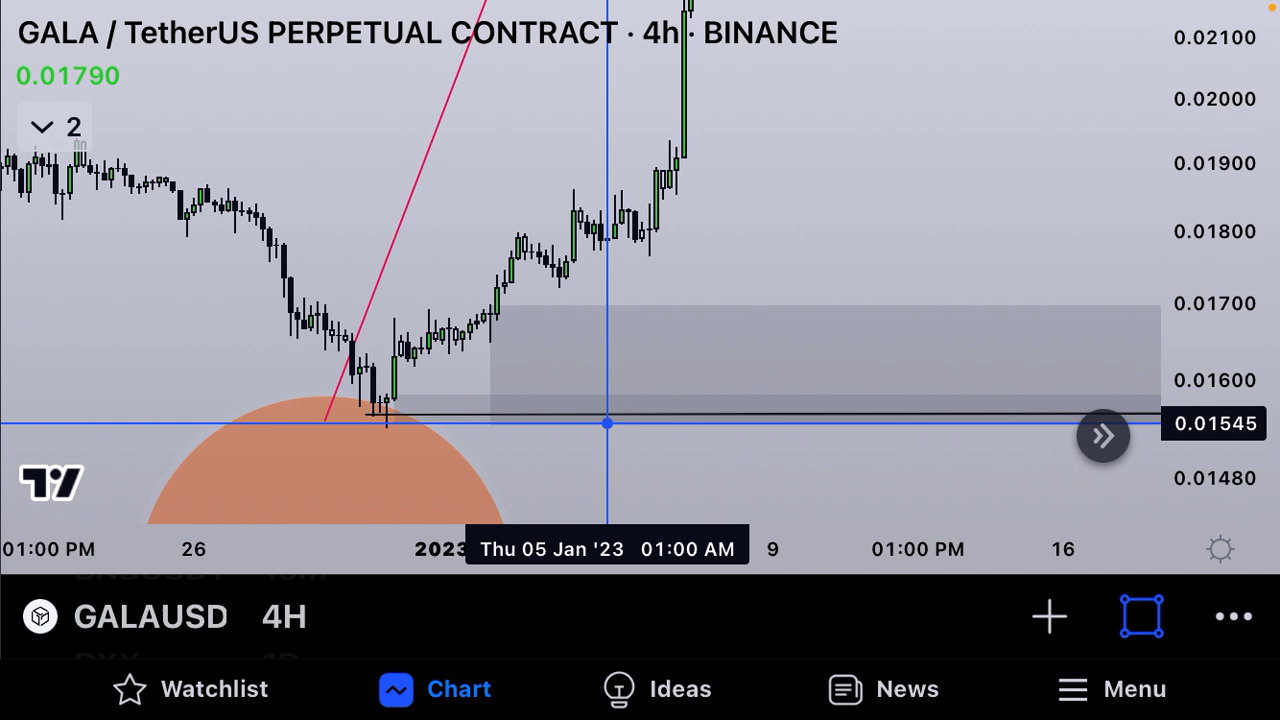 GALA / TetherUS PERPETUAL CONTRACT · 4h · BINANCE
0.01790
2
0.02100
0.02000
0.01900
0.01800
0.01700
0.01600
0.01545
0.01480
01:00 PM 26 2023 Thu 05 Jan '23 01:00 AM 9 01:00 PM 16
GALAUSD 4H
Watchlist Chart Ideas News Menu